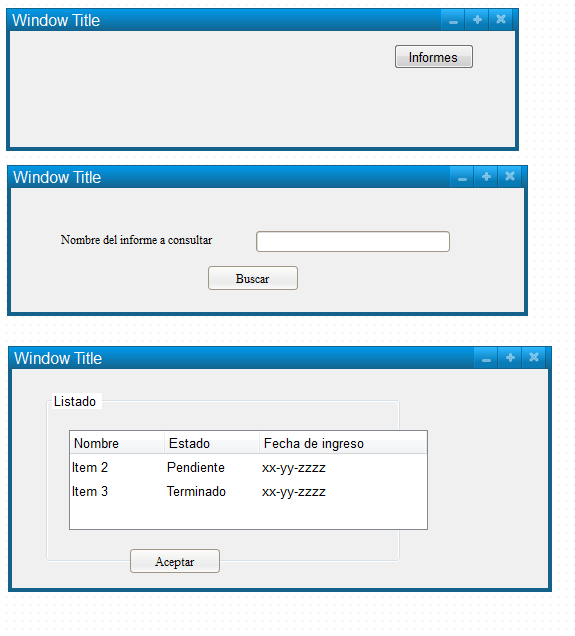 Window Title
Informes
Window Title
Nombre del informe a consultar
Buscar
Window Title
Listado
Nombre Estado Fecha de ingreso
Item 2 Pendiente xx-yy-zzzz
Item 3 Terminado xx-yy-zzzz
Aceptar